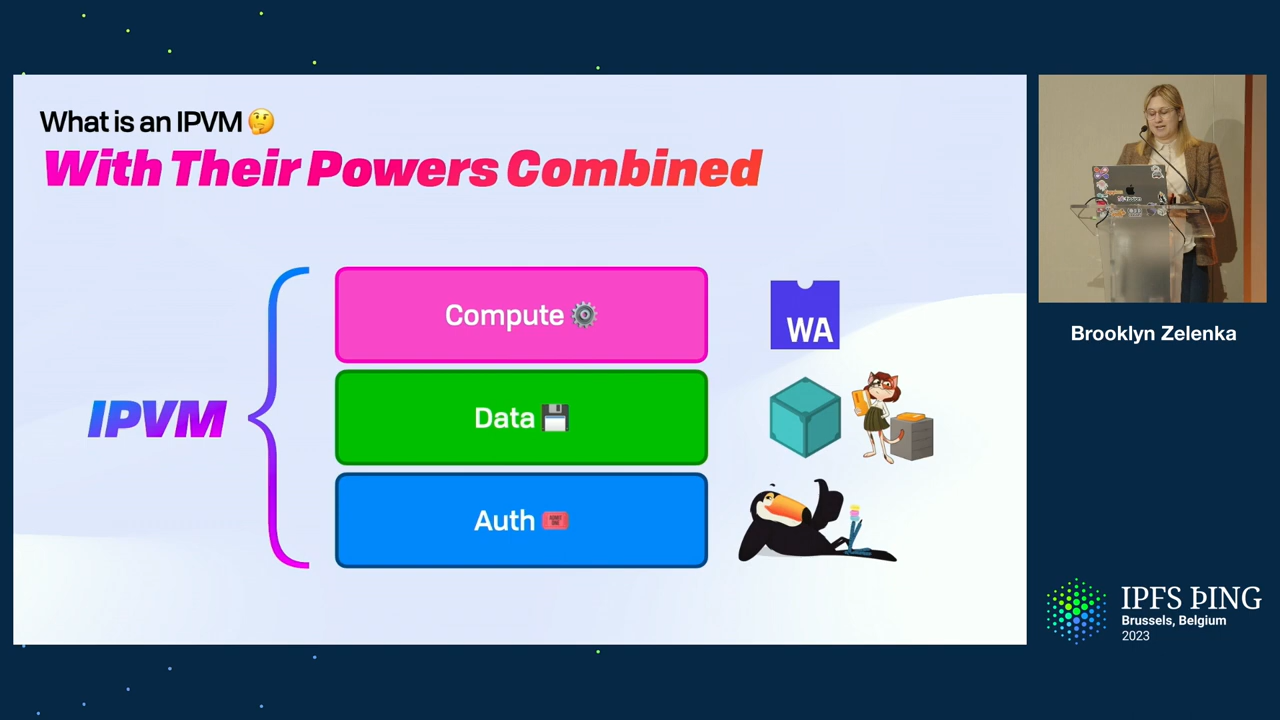 What is an IPVM 🤔
With Their Powers Combined
IPVM
Compute ⚙️
WA
Data 💾
Auth 🎟️
Brooklyn Zelenka
IPFS ÞING
Brussels, Belgium
2023